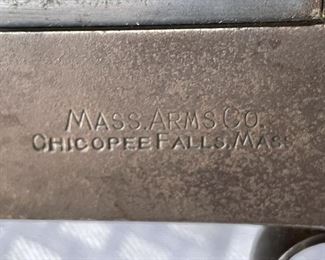 MASS. ARMS CO.
CHICOPEE FALLS, MASS